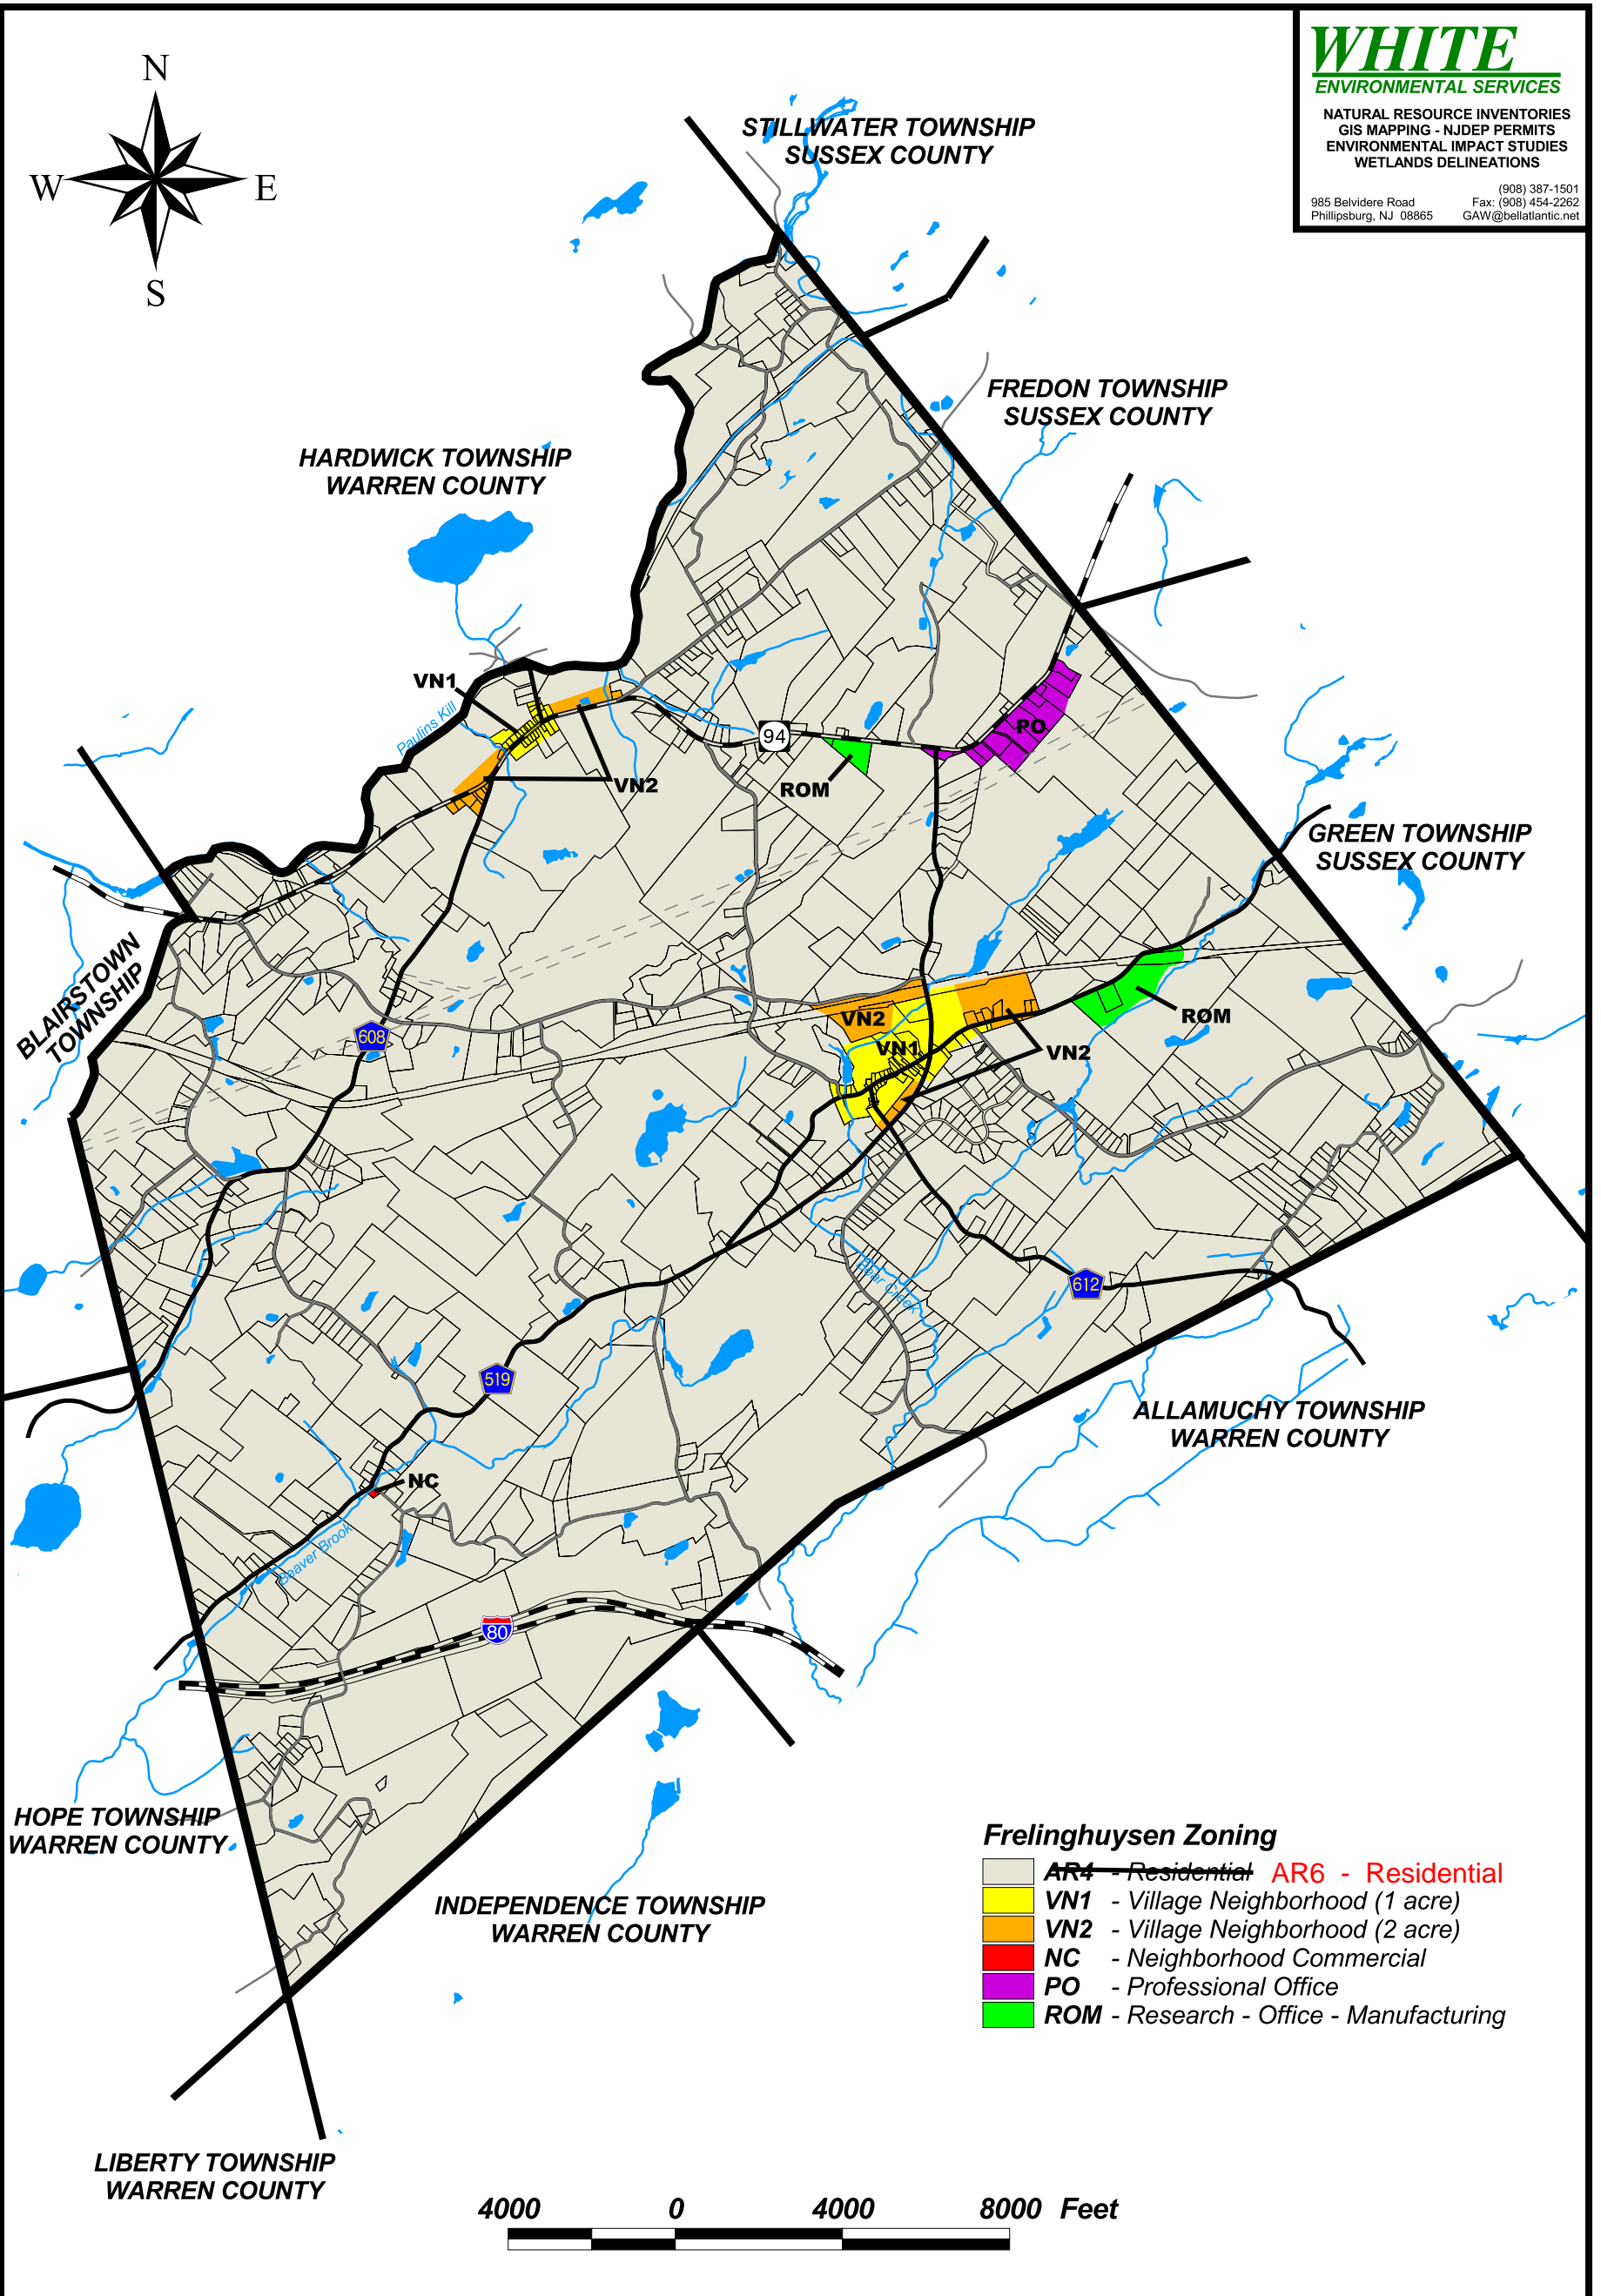 N
W
E
S
WHITE
ENVIRONMENTAL SERVICES
NATURAL RESOURCE INVENTORIES
GIS MAPPING - NJDEP PERMITS
ENVIRONMENTAL IMPACT STUDIES
WETLANDS DELINEATIONS
(908) 387-1501
985 Belvidere Road Fax: (908) 454-2262
Phillipsburg, NJ 08865 GAW@bellatlantic.net
STILLWATER TOWNSHIP
SUSSEX COUNTY
FREDON TOWNSHIP
SUSSEX COUNTY
HARDWICK TOWNSHIP
WARREN COUNTY
VN1
Paulins Kill
VN2
94
ROM
PO
GREEN TOWNSHIP
SUSSEX COUNTY
BLAIRSTOWN
TOWNSHIP
608
VN2
VN1
VN2
ROM
Bear Creek
612
519
ALLAMUCHY TOWNSHIP
WARREN COUNTY
NC
Beaver Brook
80
HOPE TOWNSHIP
WARREN COUNTY
INDEPENDENCE TOWNSHIP
WARREN COUNTY
Frelinghuysen Zoning
AR4 - Residential AR6 - Residential
VN1 - Village Neighborhood (1 acre)
VN2 - Village Neighborhood (2 acre)
NC - Neighborhood Commercial
PO - Professional Office
ROM - Research - Office - Manufacturing
LIBERTY TOWNSHIP
WARREN COUNTY
4000 0 4000 8000 Feet